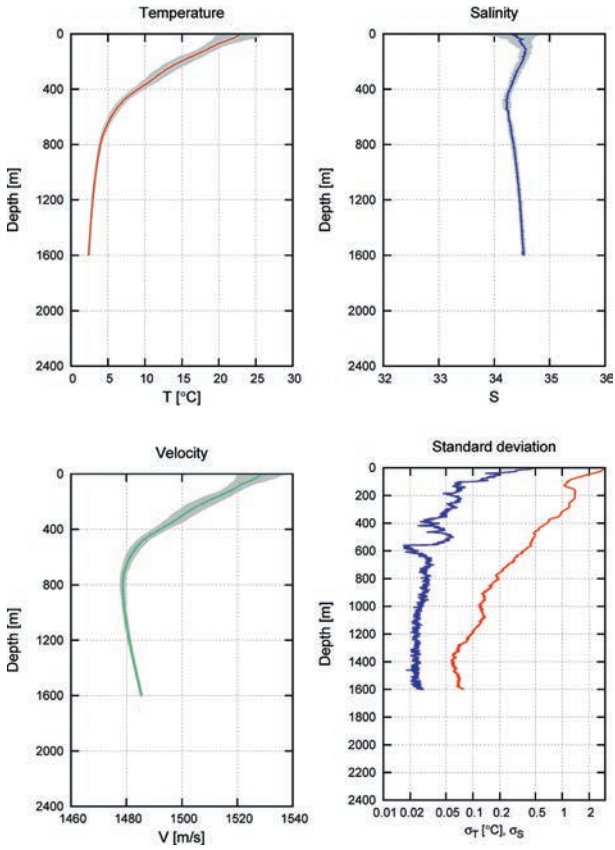 Temperature
0
400
800
1200
1600
2000
2400
Depth [m]
0 5 10 15 20 25 30
T [°C]
Salinity
0
400
800
1200
1600
2000
2400
Depth [m]
32 33 34 35 36
S
Velocity
0
400
800
1200
1600
2000
2400
Depth [m]
1460 1480 1500 1520 1540
V [m/s]
Standard deviation
0
200
400
600
800
1000
1200
1400
1600
1800
2000
2200
2400
Depth [m]
0.01 0.02 0.05 0.1 0.2 0.5 1 2
σT [°C], σS